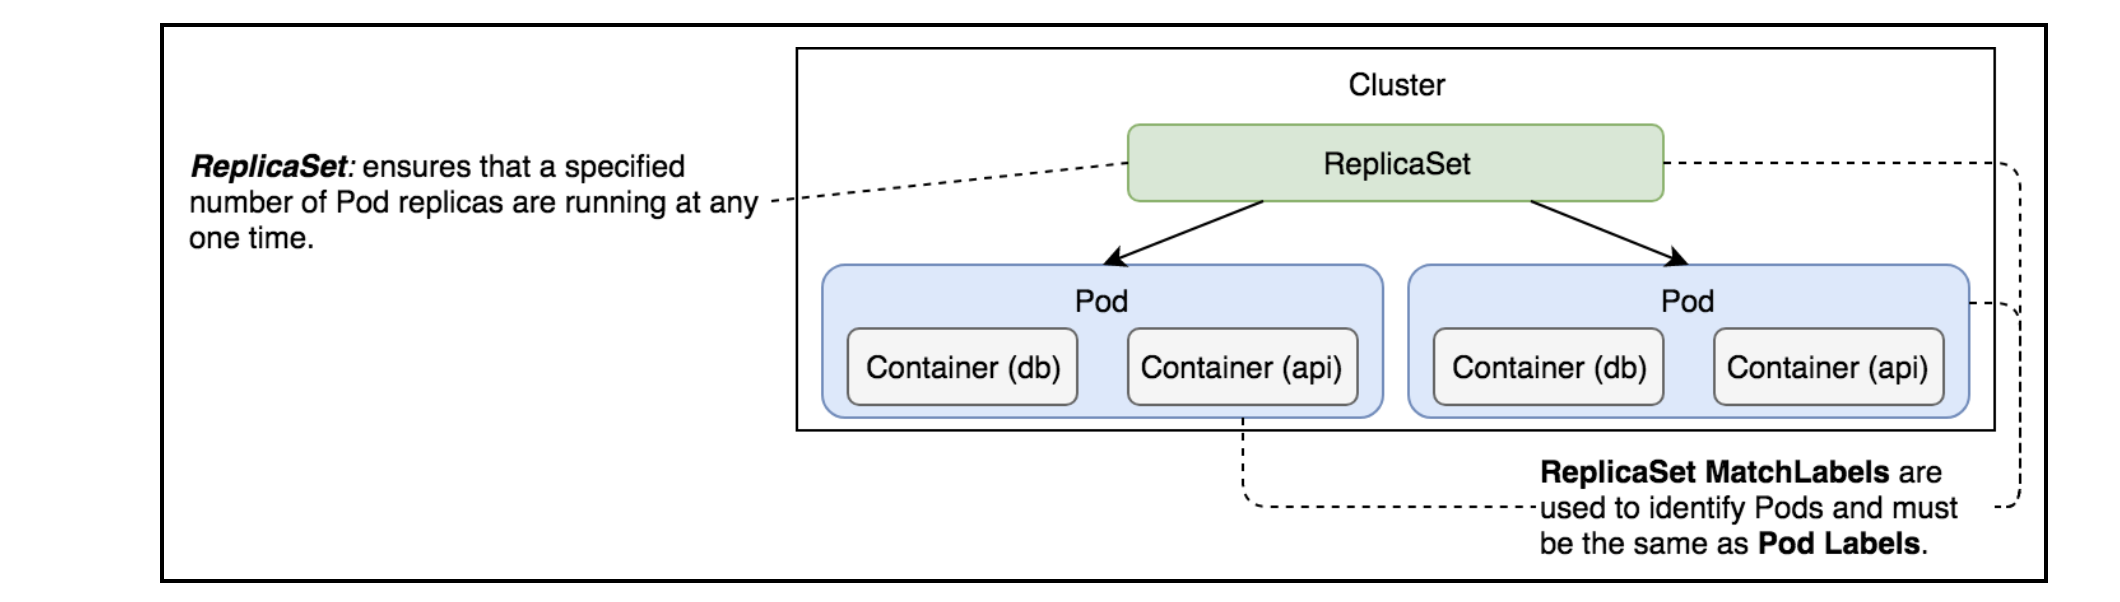 Cluster
ReplicaSet
ReplicaSet: ensures that a specified
number of Pod replicas are running at any
one time.
Pod
Container (db)
Container (api)
Pod
Container (db)
Container (api)
ReplicaSet MatchLabels are
used to identify Pods and must
be the same as Pod Labels.